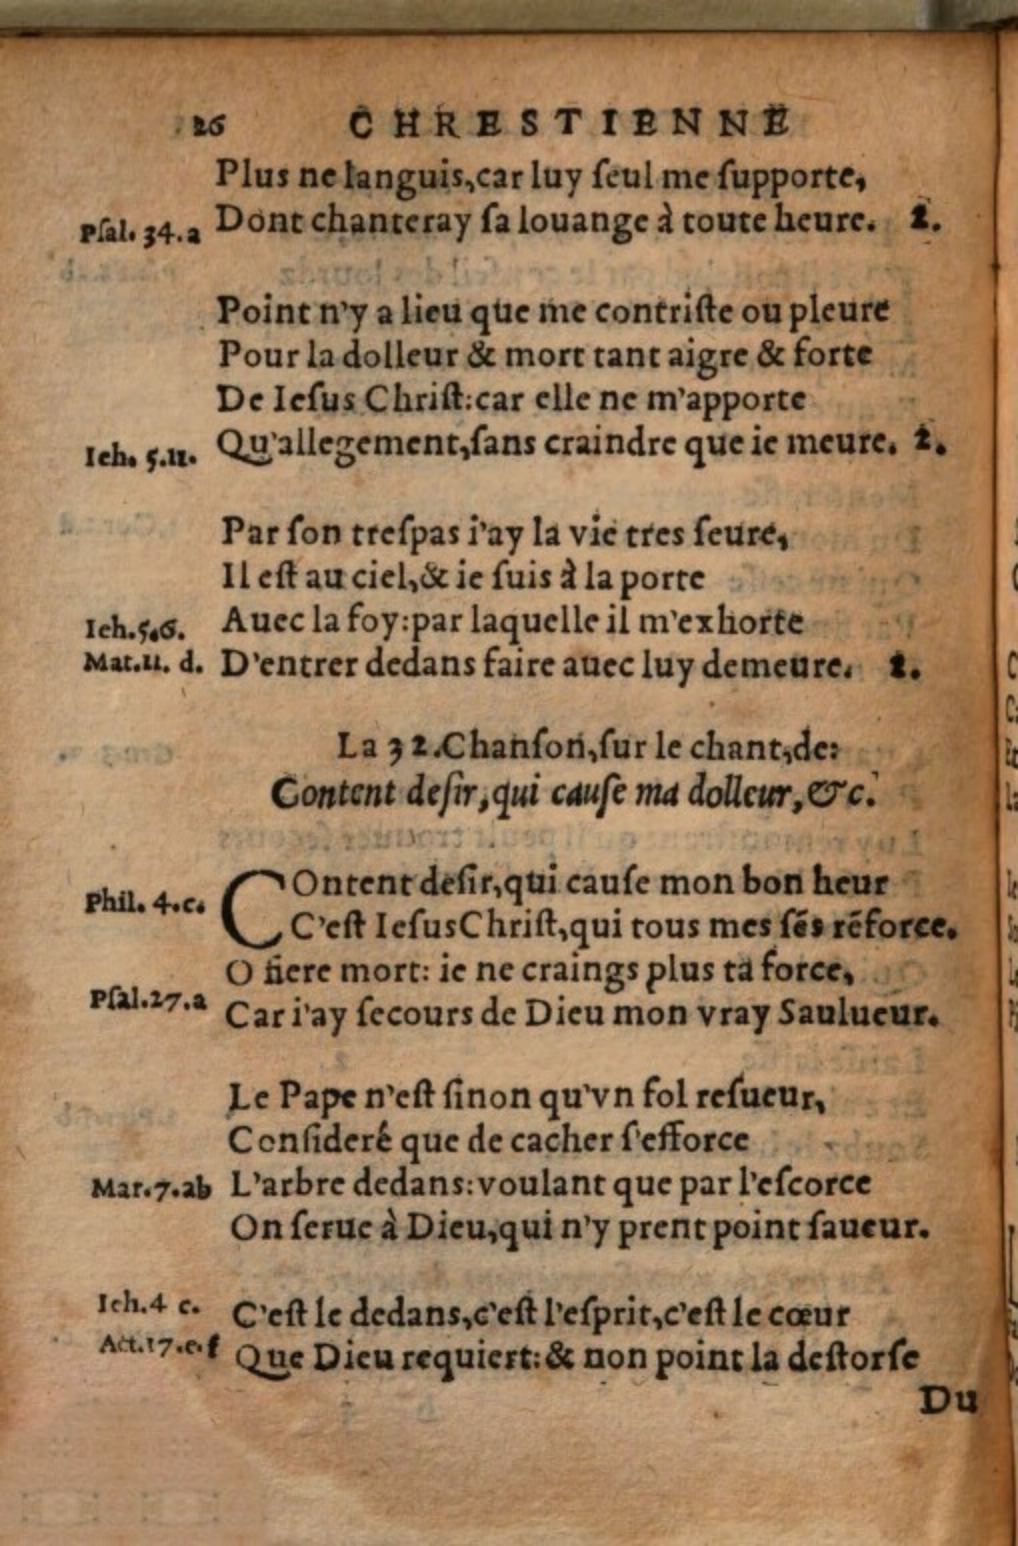 26 CHRESTIENNE
Plus ne languis, car luy ſeul me ſupporte,
Pſal. 34.a Dont chanteray ſa louange à toute heure. 2.
Point n'y a lieu que me contriſte ou pleure
Pour la dolleur & mort tant aigre & forte
De Ieſus Chriſt: car elle ne m'apporte
Ieh. 5.11. Qu'allegement, ſans craindre que ie meure. 2.
Par ſon treſpas i'ay la vie tres ſeure,
Il eſt au ciel, & ie ſuis à la porte
Ieh.5.6. Auec la foy: par laquelle il m'exhorte
Mat.11. d. D'entrer dedans faire auec luy demeure. 2.
La 32. Chanſon, ſur le chant, de:
Content deſir, qui cauſe ma dolleur, &c.
Phil. 4.c. COntent deſir, qui cauſe mon bon heur
C'eſt Ieſus Chriſt, qui tous mes ſẽs rẽforce.
O fiere mort: ie ne craings plus ta force,
Pſal.27.a Car i'ay ſecours de Dieu mon vray Saulueur.
Le Pape n'eſt ſinon qu'vn fol reſueur,
Conſideré que de cacher ſ'efforce
Mar.7.ab L'arbre dedans: voulant que par l'eſcorce
On ſerue à Dieu, qui n'y prent point ſaueur.
Ieh.4 c. C'eſt le dedans, c'eſt l'eſprit, c'eſt le cœur
Act.17.e.f Que Dieu requiert: & non point la deſtorſe
Du